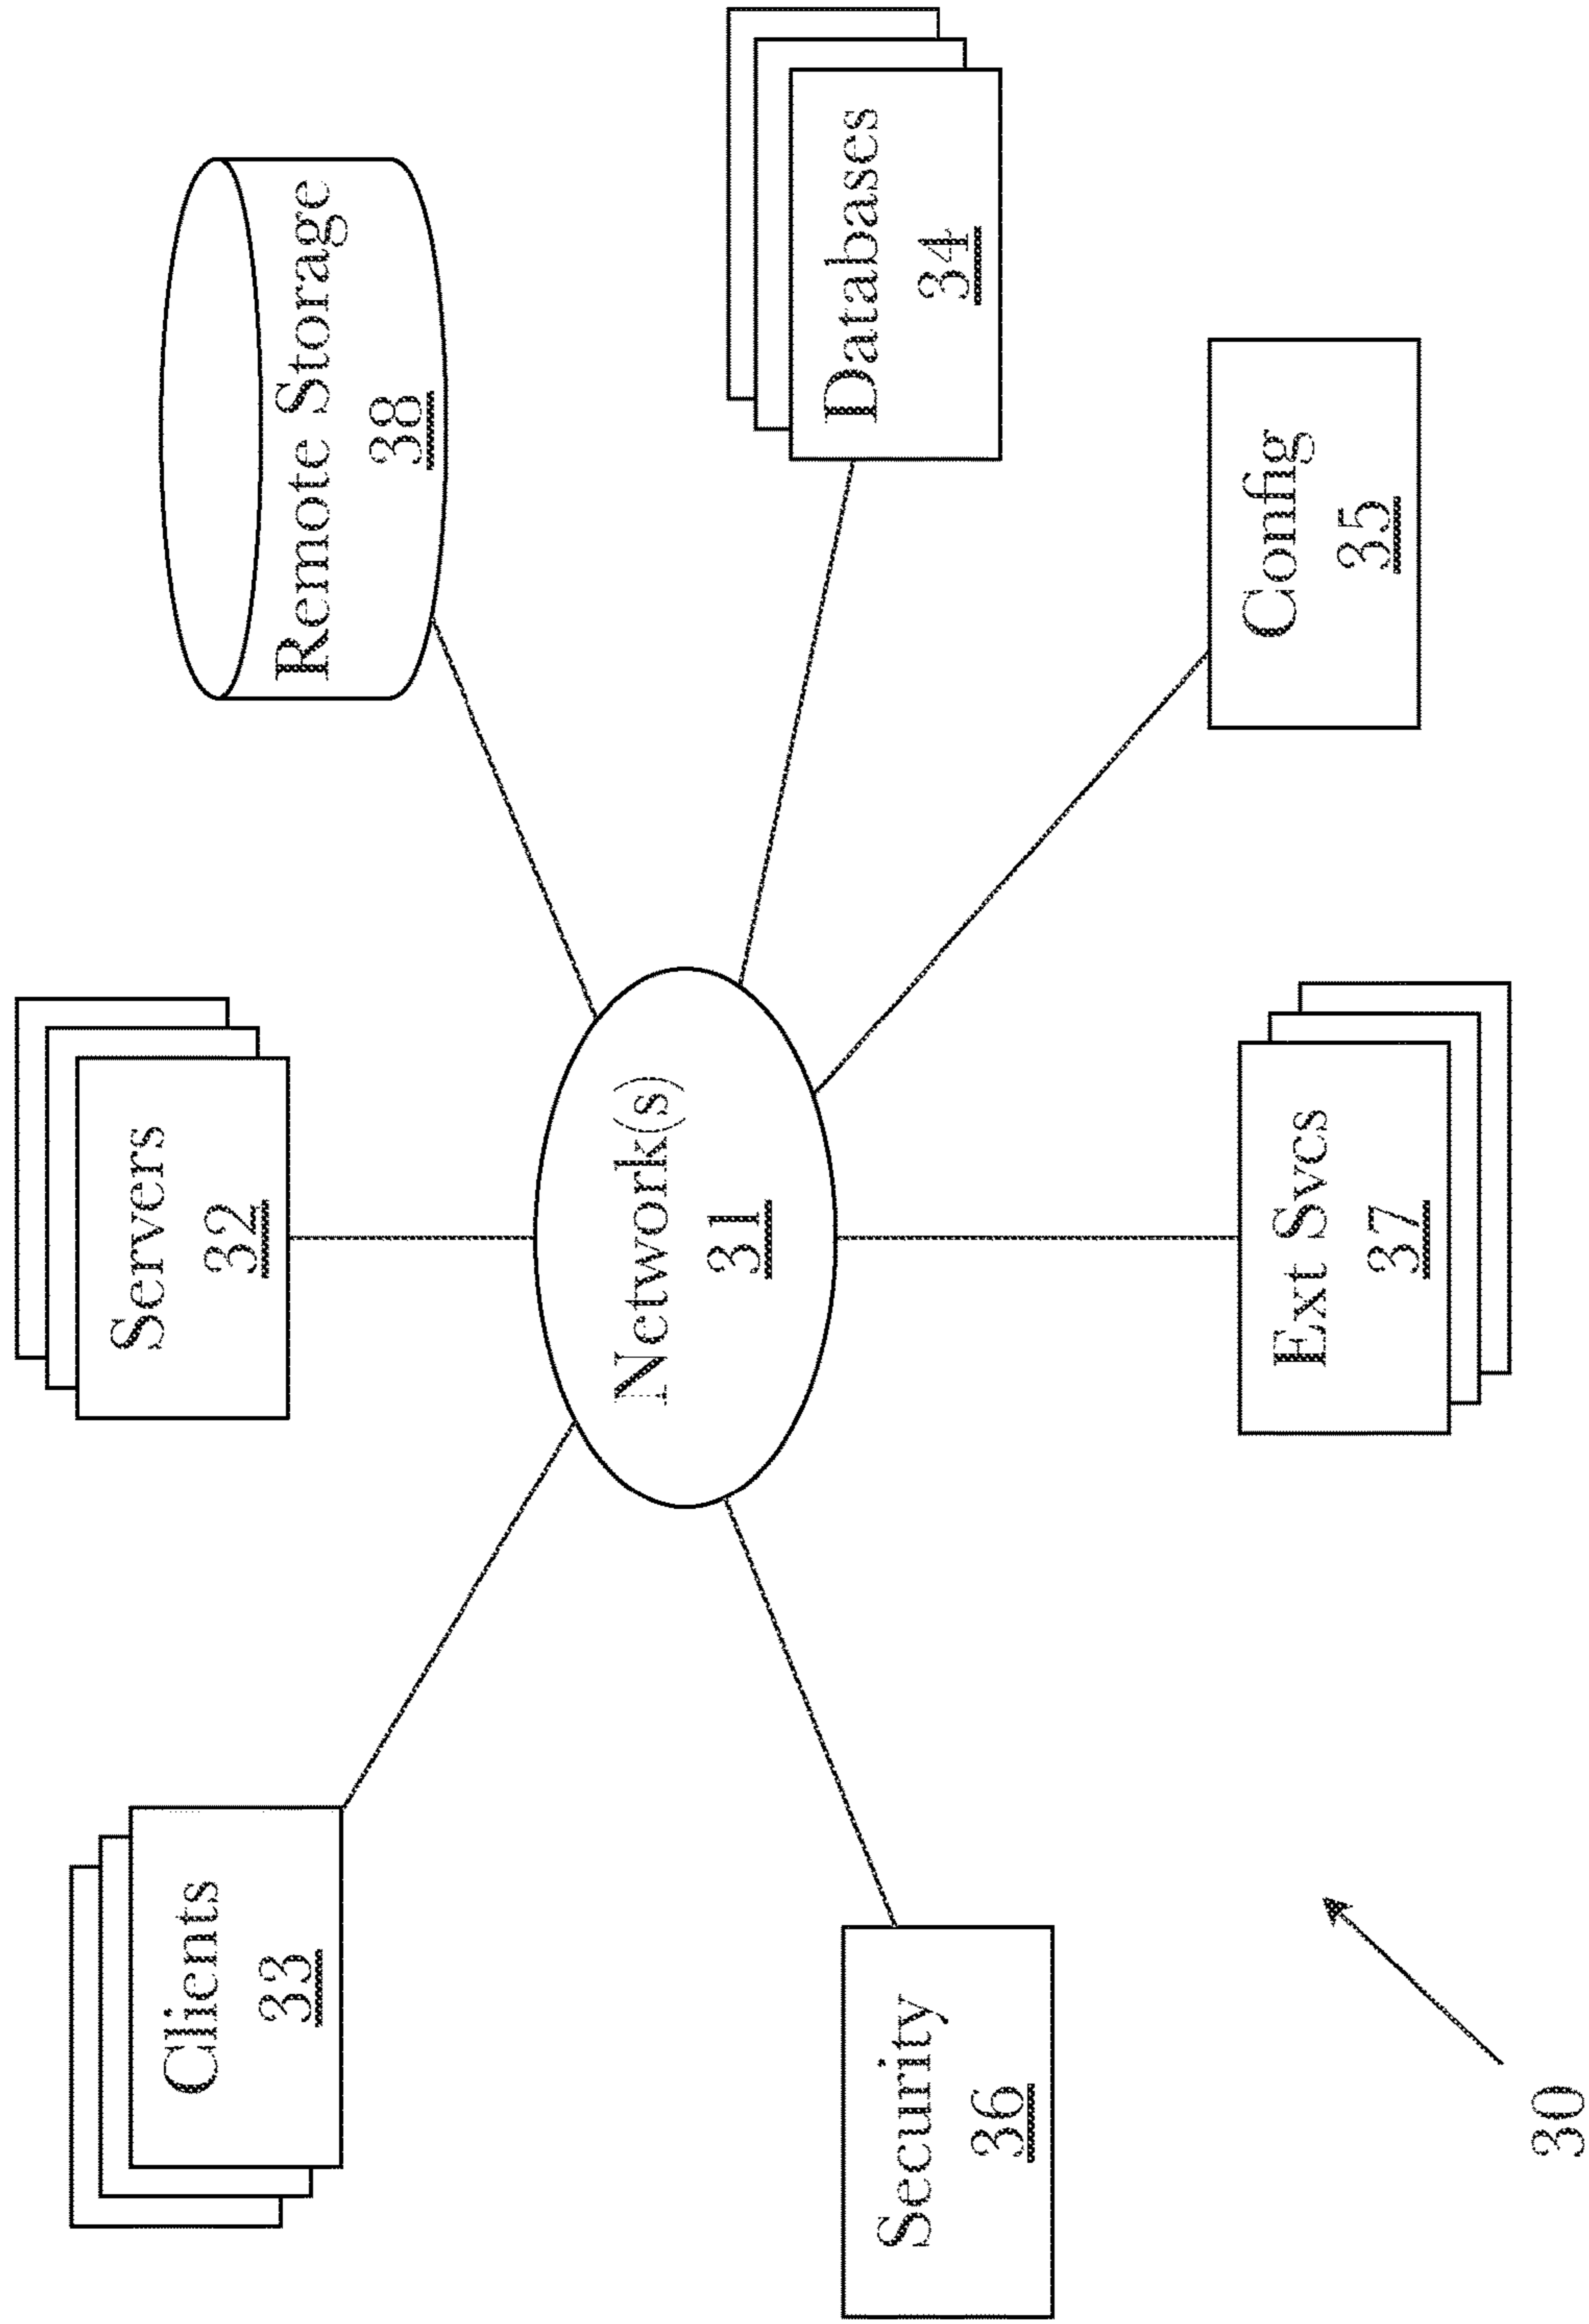 Servers
32
Clients
33
Remote Storage
38
Network(s)
31
Databases
34
Security
36
Config
35
Ext Svcs
37
30